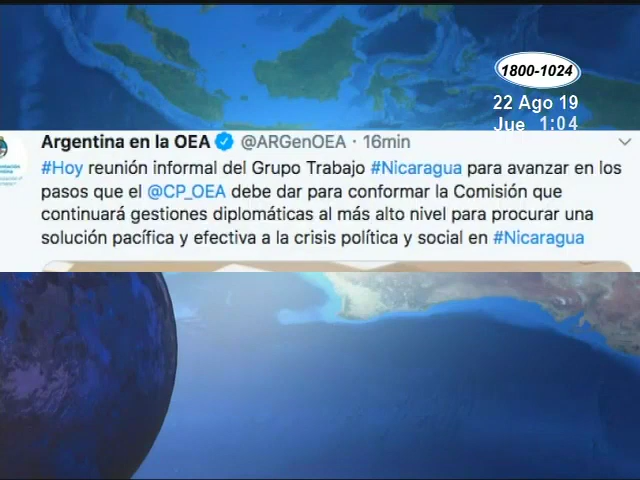 1800-1024
22 Ago 19
Jue 1:04
Argentina en la OEA @ARGenOEA · 16min
#Hoy reunión informal del Grupo Trabajo #Nicaragua para avanzar en los
pasos que el @CP_OEA debe dar para conformar la Comisión que
continuará gestiones diplomáticas al más alto nivel para procurar una
solución pacífica y efectiva a la crisis política y social en #Nicaragua